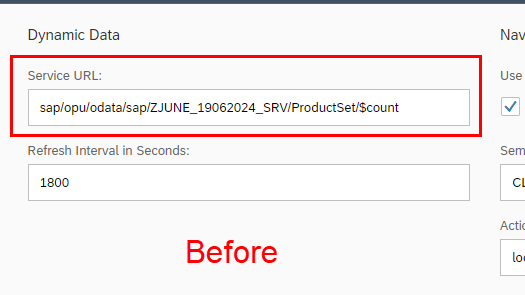 Dynamic Data
Nav
Service URL:
Use
sap/opu/odata/sap/ZJUNE_19062024_SRV/ProductSet/$count
Refresh Interval in Seconds:
Sem
1800
CL
Actio
Before
loc